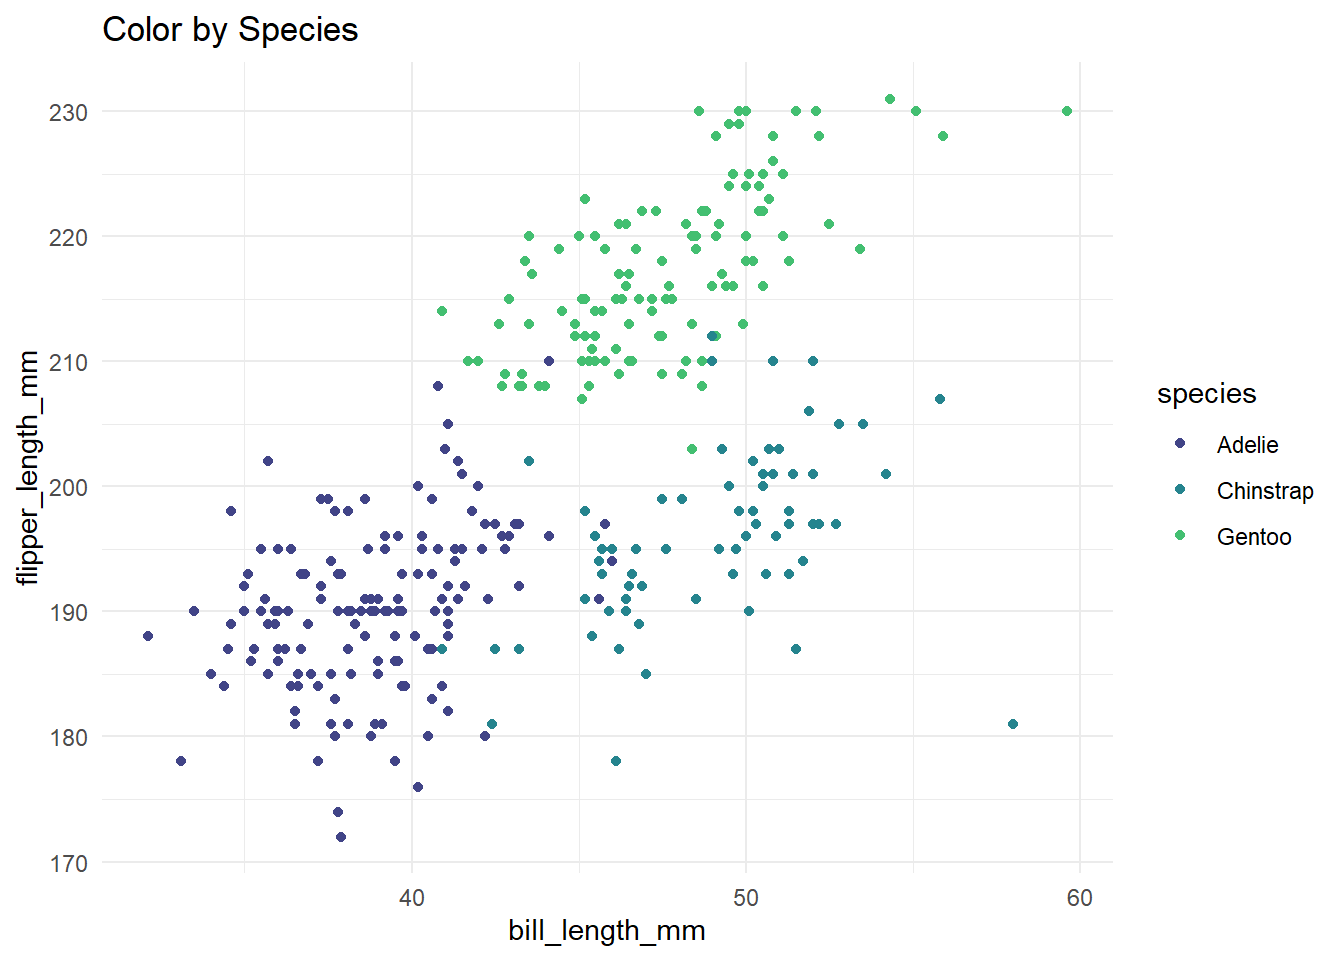 Color by Species
230
220
210
200
190
180
170
flipper_length_mm
40
50
60
bill_length_mm
species
Adelie
Chinstrap
Gentoo